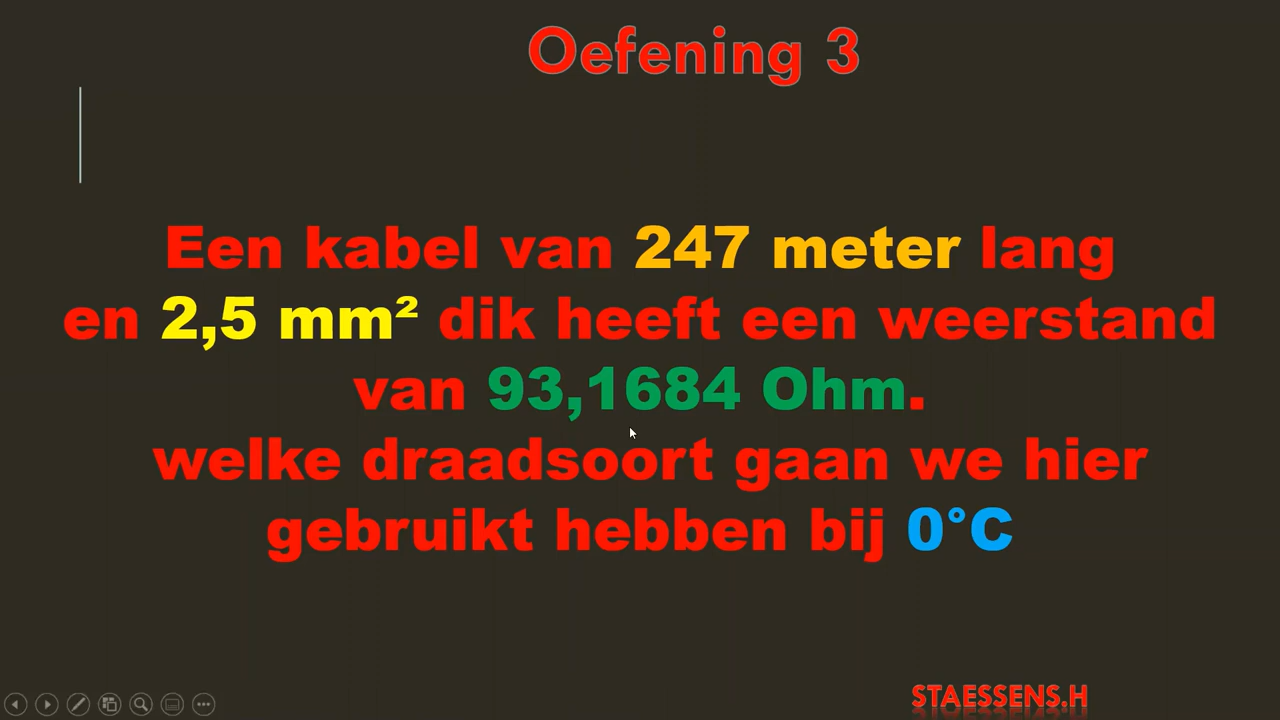 Oefening 3
Een kabel van 247 meter lang
en 2,5 mm² dik heeft een weerstand
van 93,1684 Ohm.
welke draadsoort gaan we hier
gebruikt hebben bij 0°C
STAESSENS.H